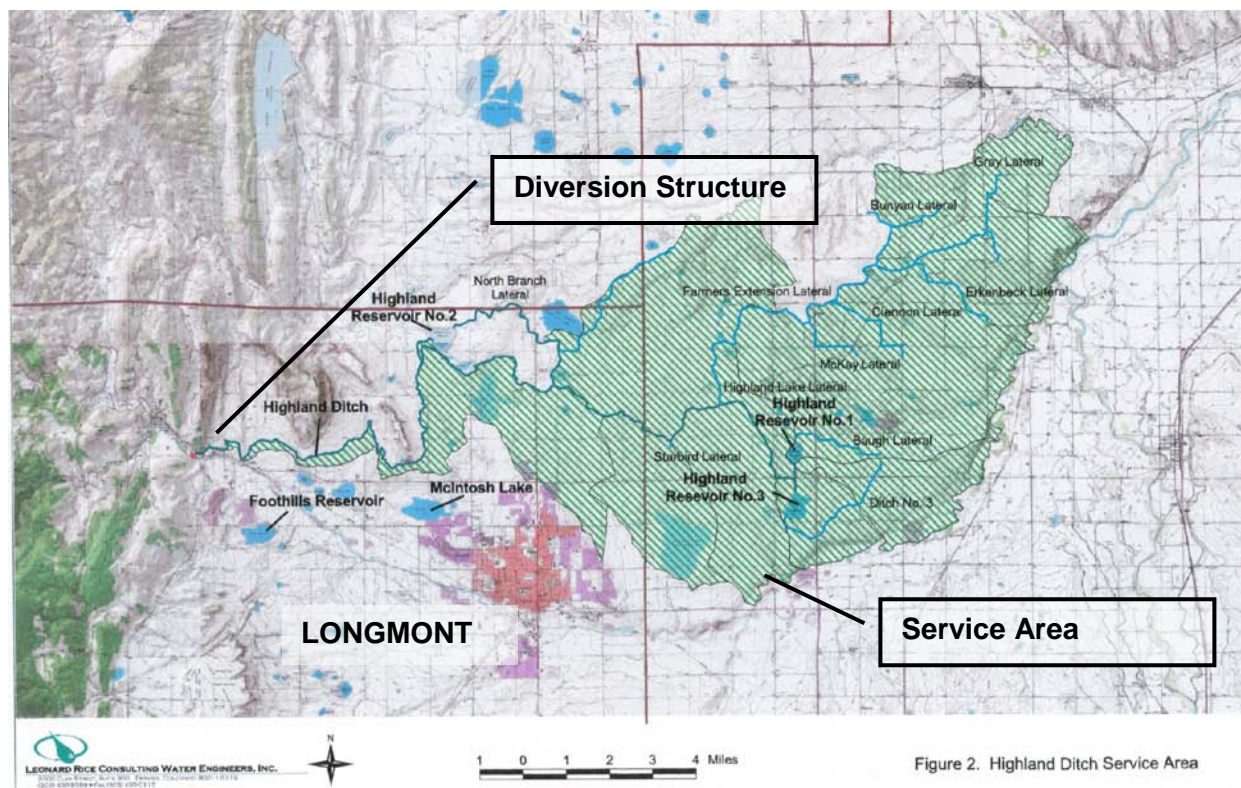 Diversion Structure
Gray Lateral
Bunyan Lateral
North Branch
Lateral
Highland
Reservoir No.2
Farmers Extension Lateral
Erkenbeck Lateral
Clennon Lateral
McKay Lateral
Highland Lake Lateral
Highland
Resevoir No.1
Highland Ditch
Baugh Lateral
Starbird Lateral
Highland
Resevoir No.3
Ditch No. 3
McIntosh Lake
Foothills Reservoir
LONGMONT
Service Area
N
LEONARD RICE CONSULTING WATER ENGINEERS, INC.
1 0 1 2 3 4 Miles
Figure 2. Highland Ditch Service Area